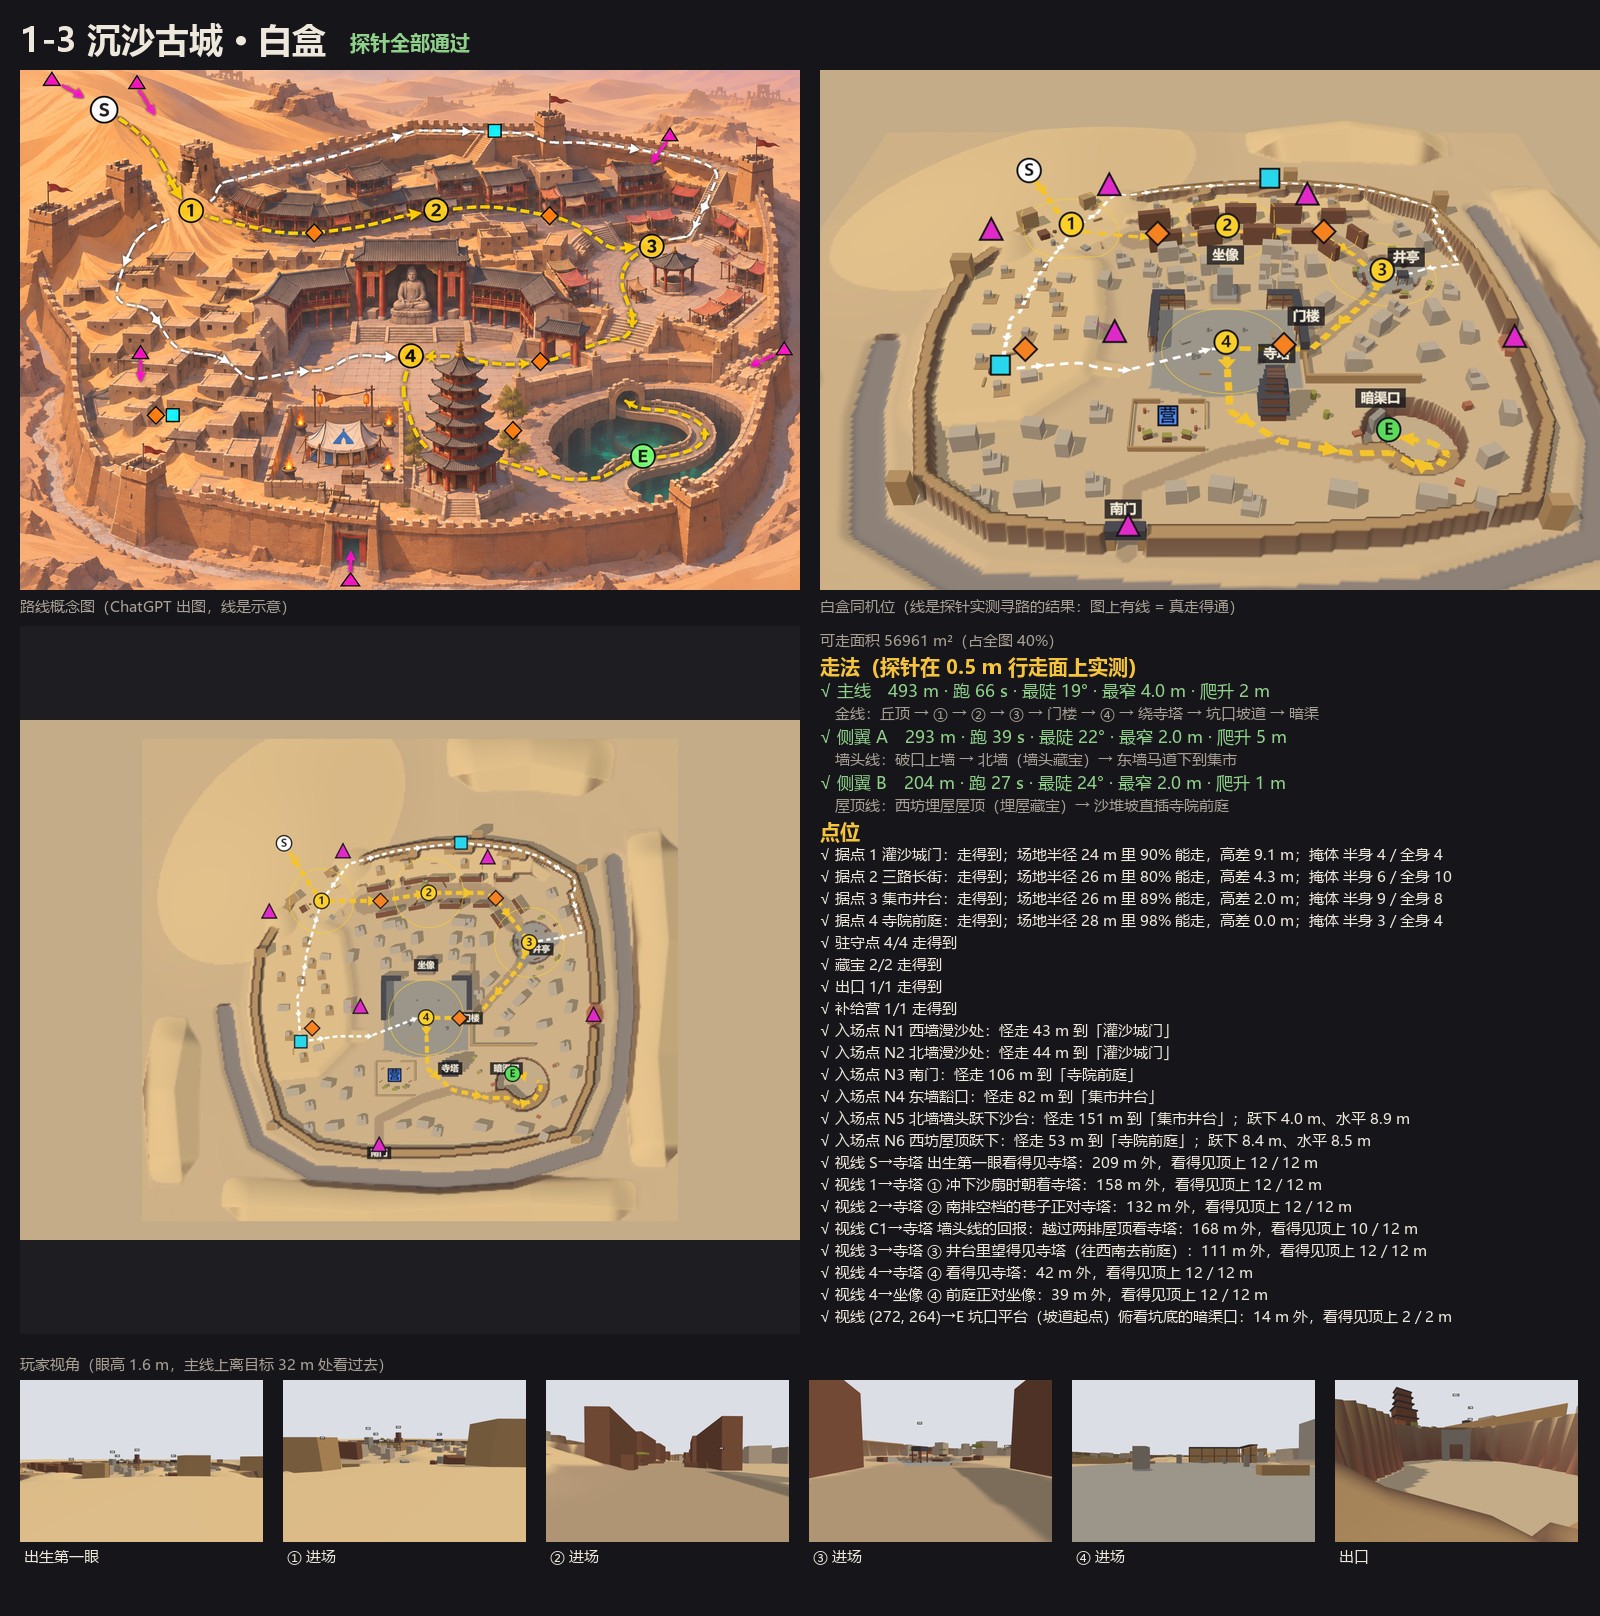 1-3 沉沙古城 · 白盒 探针全部通过
S
1
2
3
4
E
路线概念图（ChatGPT 出图，线是示意）
S
1
2
坐像
3
井亭
门楼
4
寺塔
营
暗渠口
E
南门
白盒同机位（线是探针实测寻路的结果：图上有线 = 真走得通）
S
1
2
3
井亭
坐像
4
寺塔
营
E
可走面积 56961 m²（占全图 40%）
走法（探针在 0.5 m 行走面上实测）
√ 主线 493 m · 跑 66 s · 最陡 19° · 最窄 4.0 m · 爬升 2 m
金线：丘顶 → ① → ② → ③ → 门楼 → ④ → 绕寺塔 → 坑口坡道 → 暗渠
√ 侧翼 A 293 m · 跑 39 s · 最陡 22° · 最窄 2.0 m · 爬升 5 m
墙头线：破口上墙 → 北墙（墙头藏宝）→ 东墙马道下到集市
√ 侧翼 B 204 m · 跑 27 s · 最陡 24° · 最窄 2.0 m · 爬升 1 m
屋顶线：西坊埋屋屋顶（埋屋藏宝）→ 沙堆坡直插寺院前庭
点位
√ 据点 1 灌沙城门：走得到；场地半径 24 m 里 90% 能走，高差 9.1 m；掩体 半身 4 / 全身 4
√ 据点 2 三路长街：走得到；场地半径 26 m 里 80% 能走，高差 4.3 m；掩体 半身 6 / 全身 10
√ 据点 3 集市井台：走得到；场地半径 26 m 里 89% 能走，高差 2.0 m；掩体 半身 9 / 全身 8
√ 据点 4 寺院前庭：走得到；场地半径 28 m 里 98% 能走，高差 0.0 m；掩体 半身 3 / 全身 4
√ 驻守点 4/4 走得到
√ 藏宝 2/2 走得到
√ 出口 1/1 走得到
√ 补给营 1/1 走得到
√ 入场点 N1 西墙漫沙处：怪走 43 m 到「灌沙城门」
√ 入场点 N2 北墙漫沙处：怪走 44 m 到「灌沙城门」
√ 入场点 N3 南门：怪走 106 m 到「寺院前庭」
√ 入场点 N4 东墙豁口：怪走 82 m 到「集市井台」
√ 入场点 N5 北墙墙头跃下沙台：怪走 151 m 到「集市井台」；跃下 4.0 m、水平 8.9 m
√ 入场点 N6 西坊屋顶跃下：怪走 53 m 到「寺院前庭」；跃下 8.4 m、水平 8.5 m
√ 视线 S→寺塔 出生第一眼看得见寺塔：209 m 外，看得见顶上 12 / 12 m
√ 视线 1→寺塔 ① 冲下沙扇时朝着寺塔：158 m 外，看得见顶上 12 / 12 m
√ 视线 2→寺塔 ② 南排空档的巷子正对寺塔：132 m 外，看得见顶上 12 / 12 m
√ 视线 C1→寺塔 墙头线的回报：越过两排屋顶看寺塔：168 m 外，看得见顶上 10 / 12 m
√ 视线 3→寺塔 ③ 井台里望得见寺塔（往西南去前庭）：111 m 外，看得见顶上 12 / 12 m
√ 视线 4→寺塔 ④ 看得见寺塔：42 m 外，看得见顶上 12 / 12 m
√ 视线 4→坐像 ④ 前庭正对坐像：39 m 外，看得见顶上 12 / 12 m
√ 视线 (272, 264)→E 坑口平台（坡道起点）俯看坑底的暗渠口：14 m 外，看得见顶上 2 / 2 m
玩家视角（眼高 1.6 m，主线上离目标 32 m 处看过去）
出生第一眼
① 进场
② 进场
③ 进场
④ 进场
出口